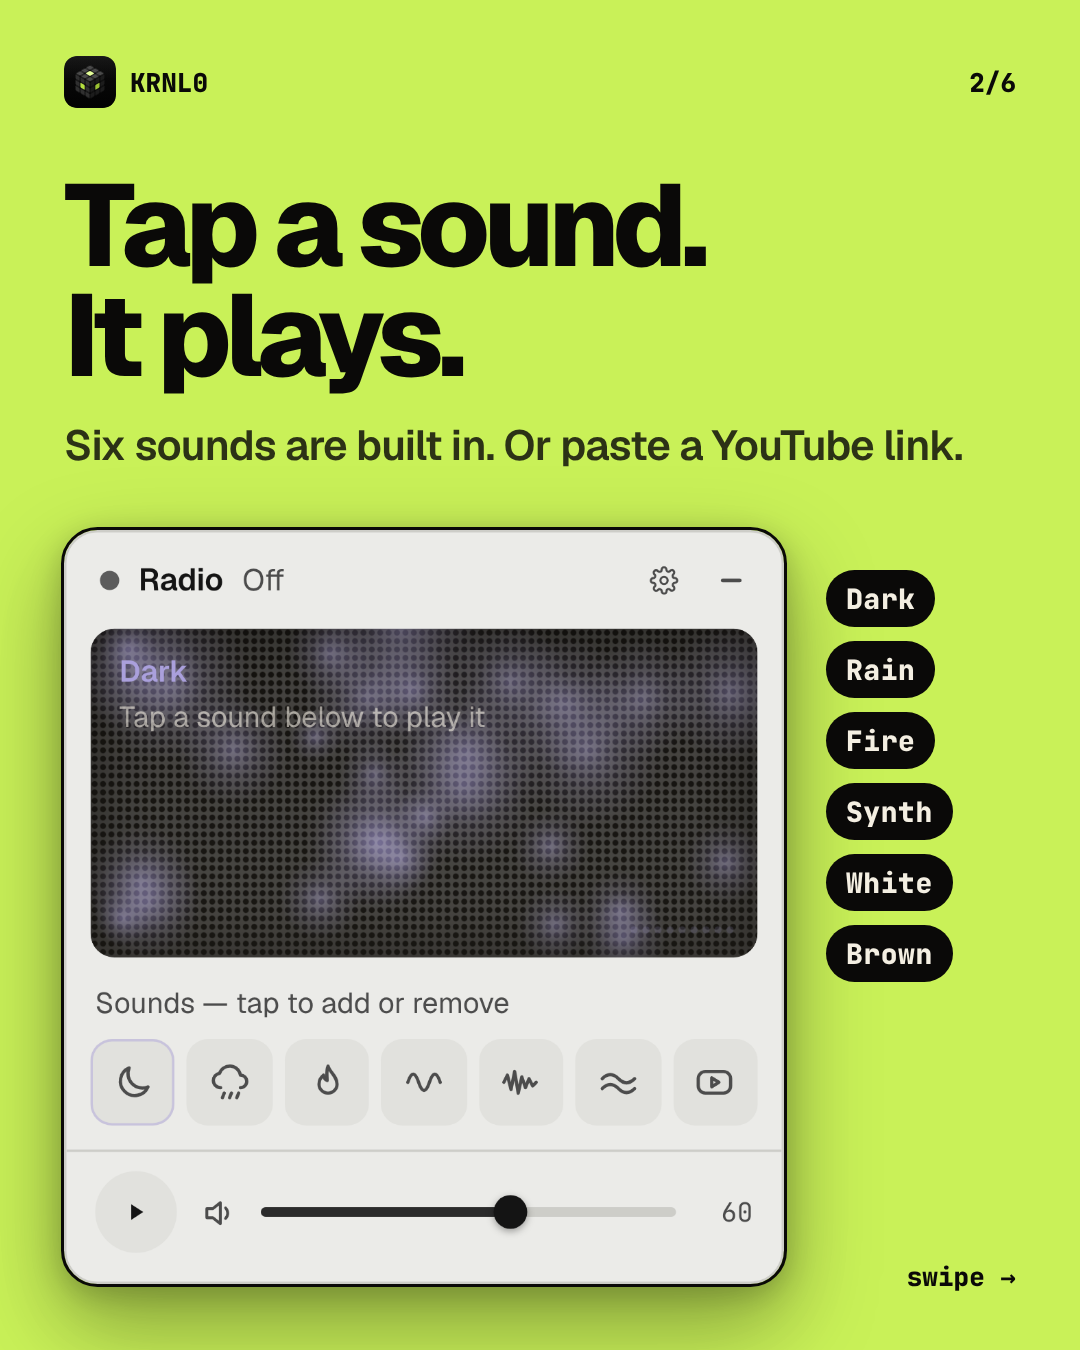 KRNL0
2/6
Tap a sound.
It plays.
Six sounds are built in. Or paste a YouTube link.
Radio Off
Dark
Tap a sound below to play it
Sounds — tap to add or remove
60
Dark
Rain
Fire
Synth
White
Brown
swipe →